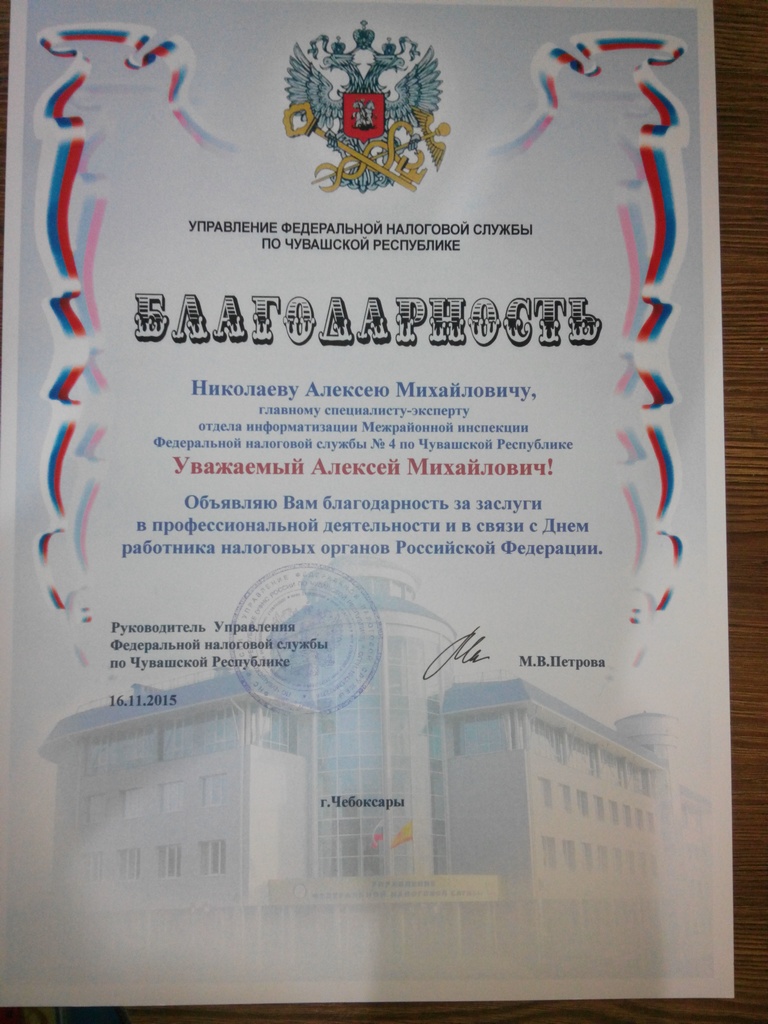 УПРАВЛЕНИЕ ФЕДЕРАЛЬНОЙ НАЛОГОВОЙ СЛУЖБЫ
ПО ЧУВАШСКОЙ РЕСПУБЛИКЕ
БЛАГОДАРНОСТЬ
Николаеву Алексею Михайловичу,
главному специалисту-эксперту
отдела информатизации Межрайонной инспекции
Федеральной налоговой службы № 4 по Чувашской Республике
Уважаемый Алексей Михайлович!
Объявляю Вам благодарность за заслуги
в профессиональной деятельности и в связи с Днем
работника налоговых органов Российской Федерации.
Руководитель Управления
Федеральной налоговой службы
по Чувашской Республике
М.В.Петрова
16.11.2015
г.Чебоксары
УПРАВЛЕНИЕ